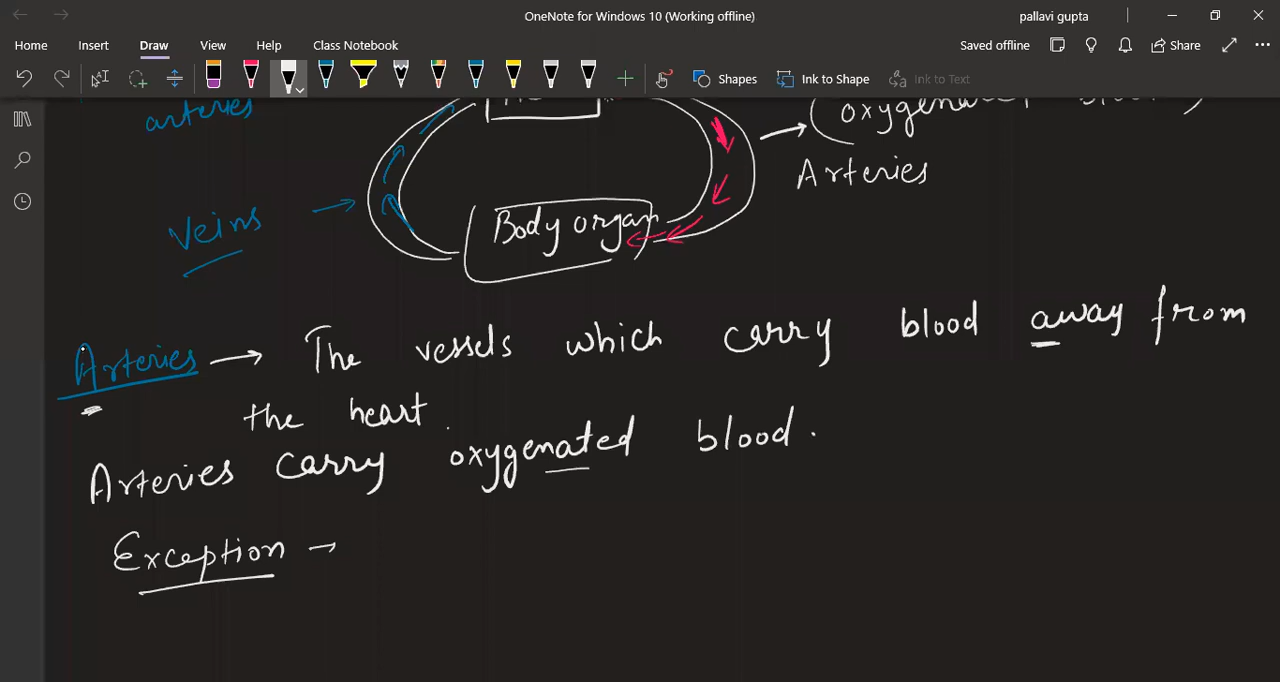 OneNote for Windows 10 (Working offline)
pallavi gupta
Home Insert Draw View Help Class Notebook
Saved offline Share
Shapes Ink to Shape Ink to Text
arteries
oxygenated
Arteries
Veins
Body organ
Arteries → The vessels which carry blood away from
the heart.
Arteries carry oxygenated blood.
Exception →